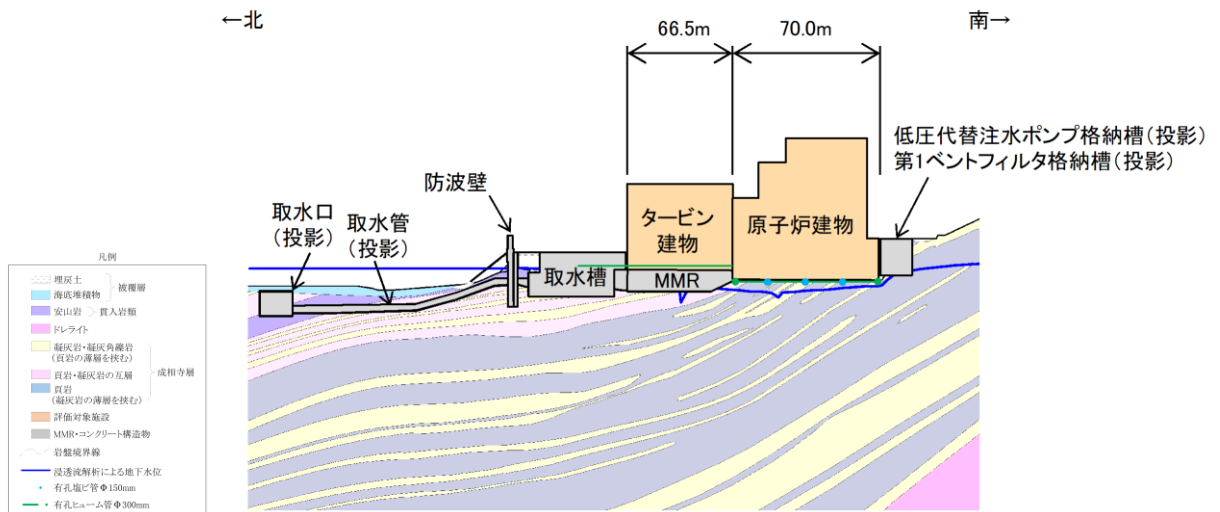 ←北
南→
66.5m
70.0m
低圧代替注水ポンプ格納槽(投影)
第1ベントフィルタ格納槽(投影)
防波壁
取水口
(投影)
取水管
(投影)
タービン
建物
原子炉建物
取水槽
MMR
凡例
埋戻土
海底堆積物
被覆層
安山岩
貫入岩類
ドレライト
凝灰岩・凝灰角礫岩
(頁岩の薄層を挟む)
頁岩・凝灰岩の互層
成相寺層
頁岩
(凝灰岩の薄層を挟む)
評価対象施設
MMR・コンクリート構造物
岩盤境界線
浸透流解析による地下水位
有孔塩ビ管Φ150mm
有孔ヒューム管Φ300mm